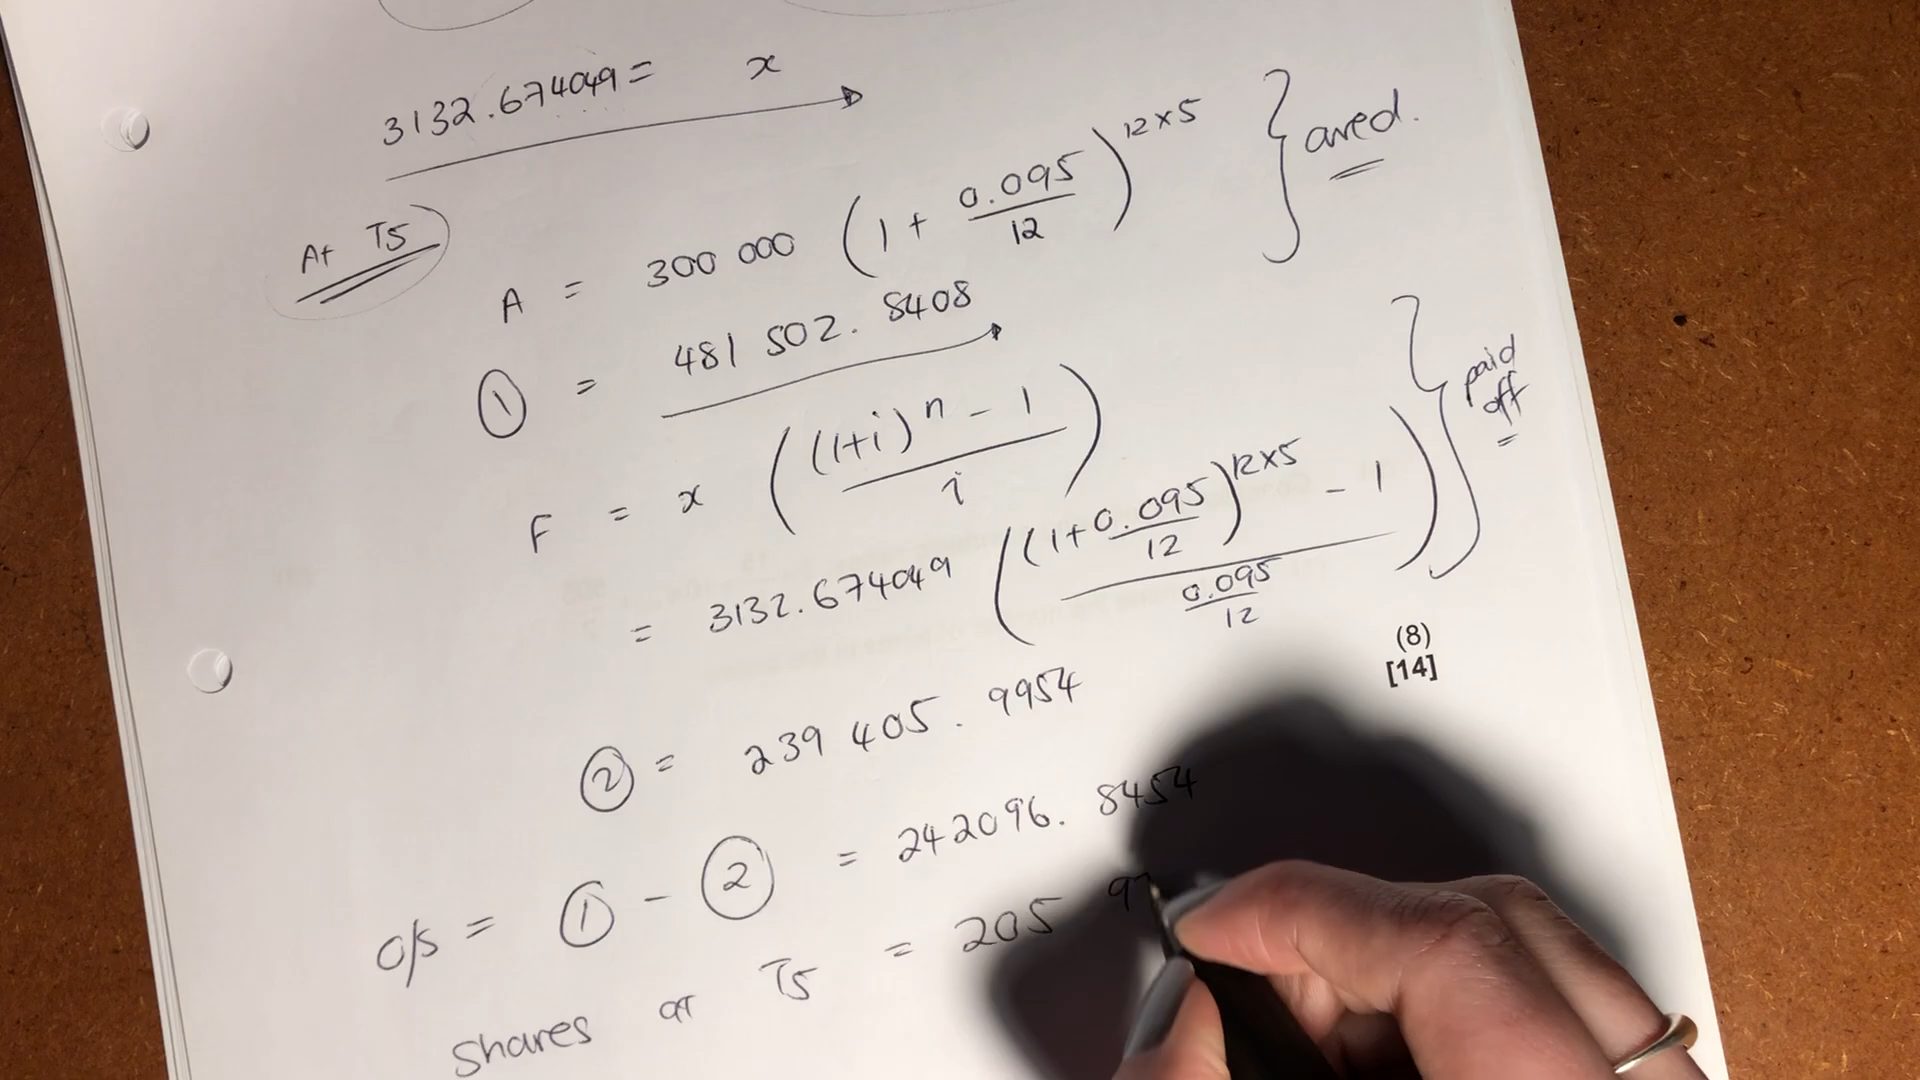 3132.674049 = x
At T5
A = 300 000 (1 + 0.095/12)^12×5 } owed.
① = 481 502.8408
F = x (((1+i)^n - 1)/i)
= 3132.674049 (((1+0.095/12)^12×5 - 1)/(0.095/12)) } paid off
(8)
[14]
② = 239 405.9954
O/S = ① - ② = 242096.8454
Shares at T5 = 205